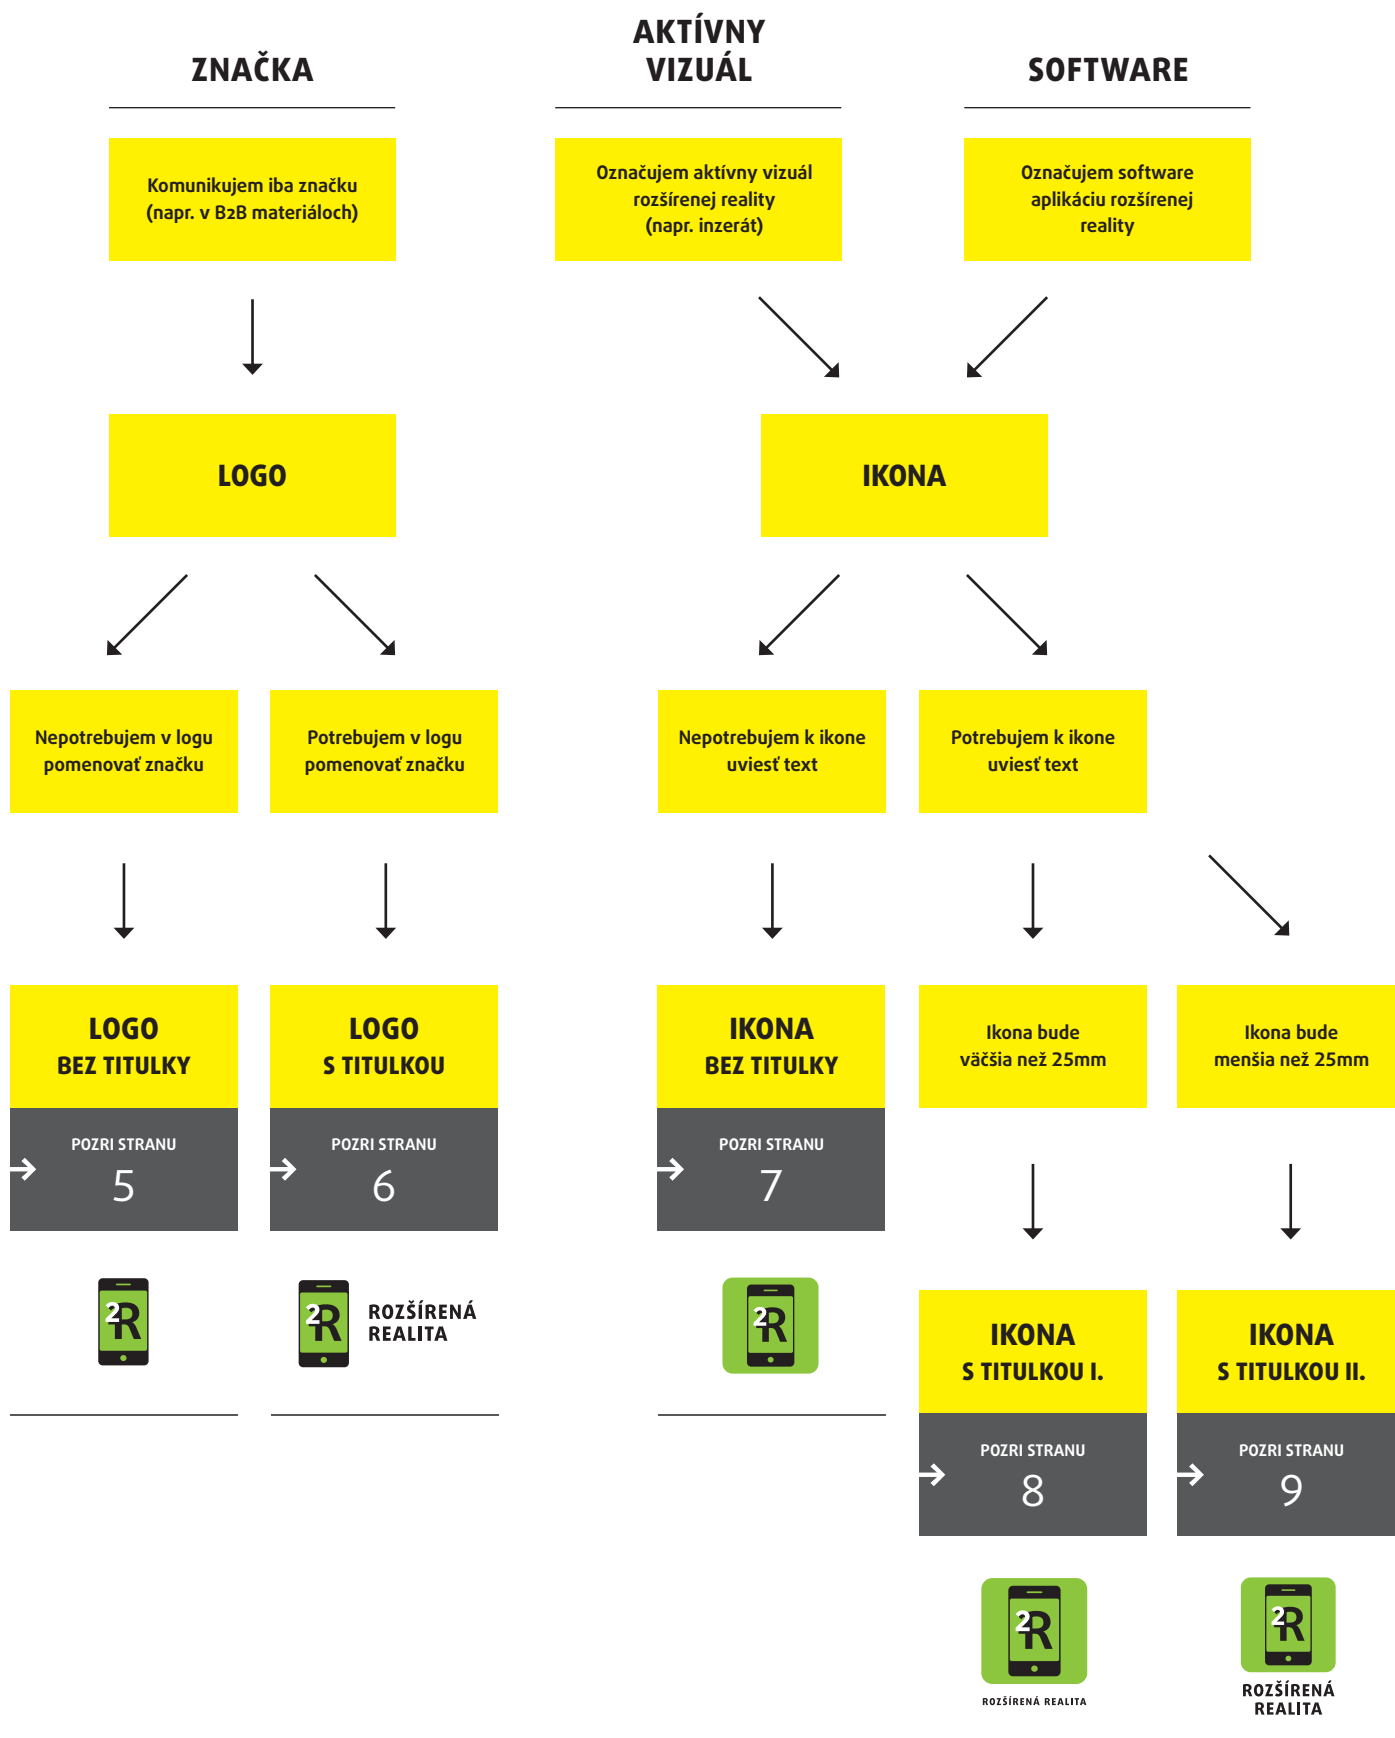 ZNAČKA
AKTÍVNY
VIZUÁL
SOFTWARE
Komunikujem iba značku
(napr. v B2B materiáloch)
Označujem aktívny vizuál
rozšírenej reality
(napr. inzerát)
Označujem software
aplikáciu rozšírenej
reality
LOGO
IKONA
Nepotrebujem v logu
pomenovať značku
Potrebujem v logu
pomenovať značku
Nepotrebujem k ikone
uviesť text
Potrebujem k ikone
uviesť text
LOGO
BEZ TITULKY
POZRI STRANU
5
LOGO
S TITULKOU
POZRI STRANU
6
IKONA
BEZ TITULKY
POZRI STRANU
7
Ikona bude
väčšia než 25mm
Ikona bude
menšia než 25mm
2R
2R
ROZŠÍRENÁ
REALITA
2R
IKONA
S TITULKOU I.
POZRI STRANU
8
IKONA
S TITULKOU II.
POZRI STRANU
9
2R
ROZŠÍRENÁ REALITA
2R
ROZŠÍRENÁ
REALITA